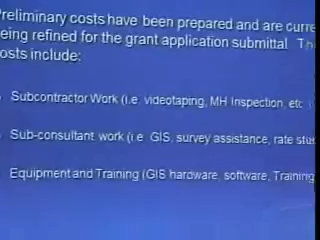 reliminary costs have been prepared and are curre
eing refined for the grant application submittal. Th
osts include:
Subcontractor Work (i.e. videotaping, MH Inspection, etc
Sub-consultant work (i.e GIS, survey assistance, rate stu
Equipment and Training (GIS hardware, software, Training